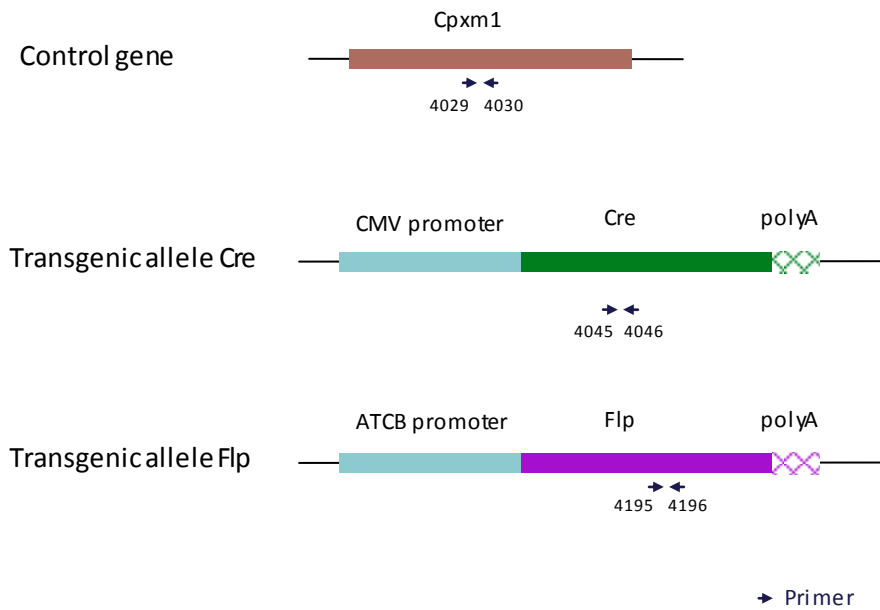 Cpxm1
Control gene
4029 4030
CMV promoter Cre polyA
Transgenic allele Cre
4045 4046
ATCB promoter Flp polyA
Transgenic allele Flp
4195 4196
Primer